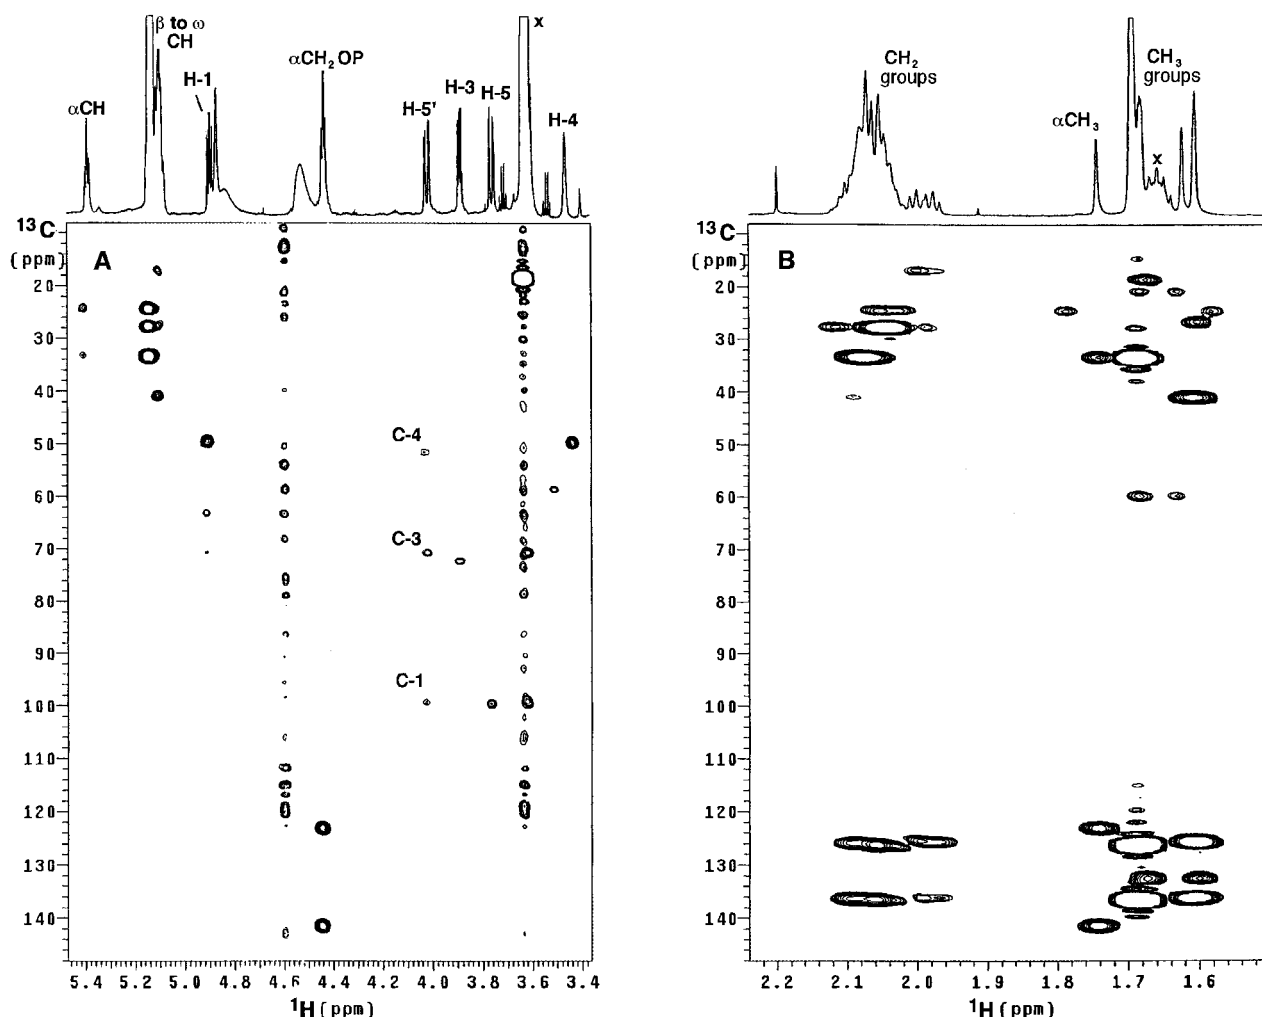 β to ω
CH
x
αCH₂ OP
H-1
αCH
H-5'
H-3
H-5
H-4
¹³C
(ppm)
A
20
30
40
50
60
70
80
90
100
110
120
130
140
C-4
C-3
C-1
5.4 5.0 4.8 4.6 4.4 4.2 4.0 3.8 3.6 3.4
¹H (ppm)
CH₂
groups
CH₃
groups
αCH₃
x
¹³C
(ppm)
B
20
30
40
50
60
70
80
90
100
110
120
130
140
2.2 2.1 2.0 1.9 1.8 1.7 1.6
¹H (ppm)